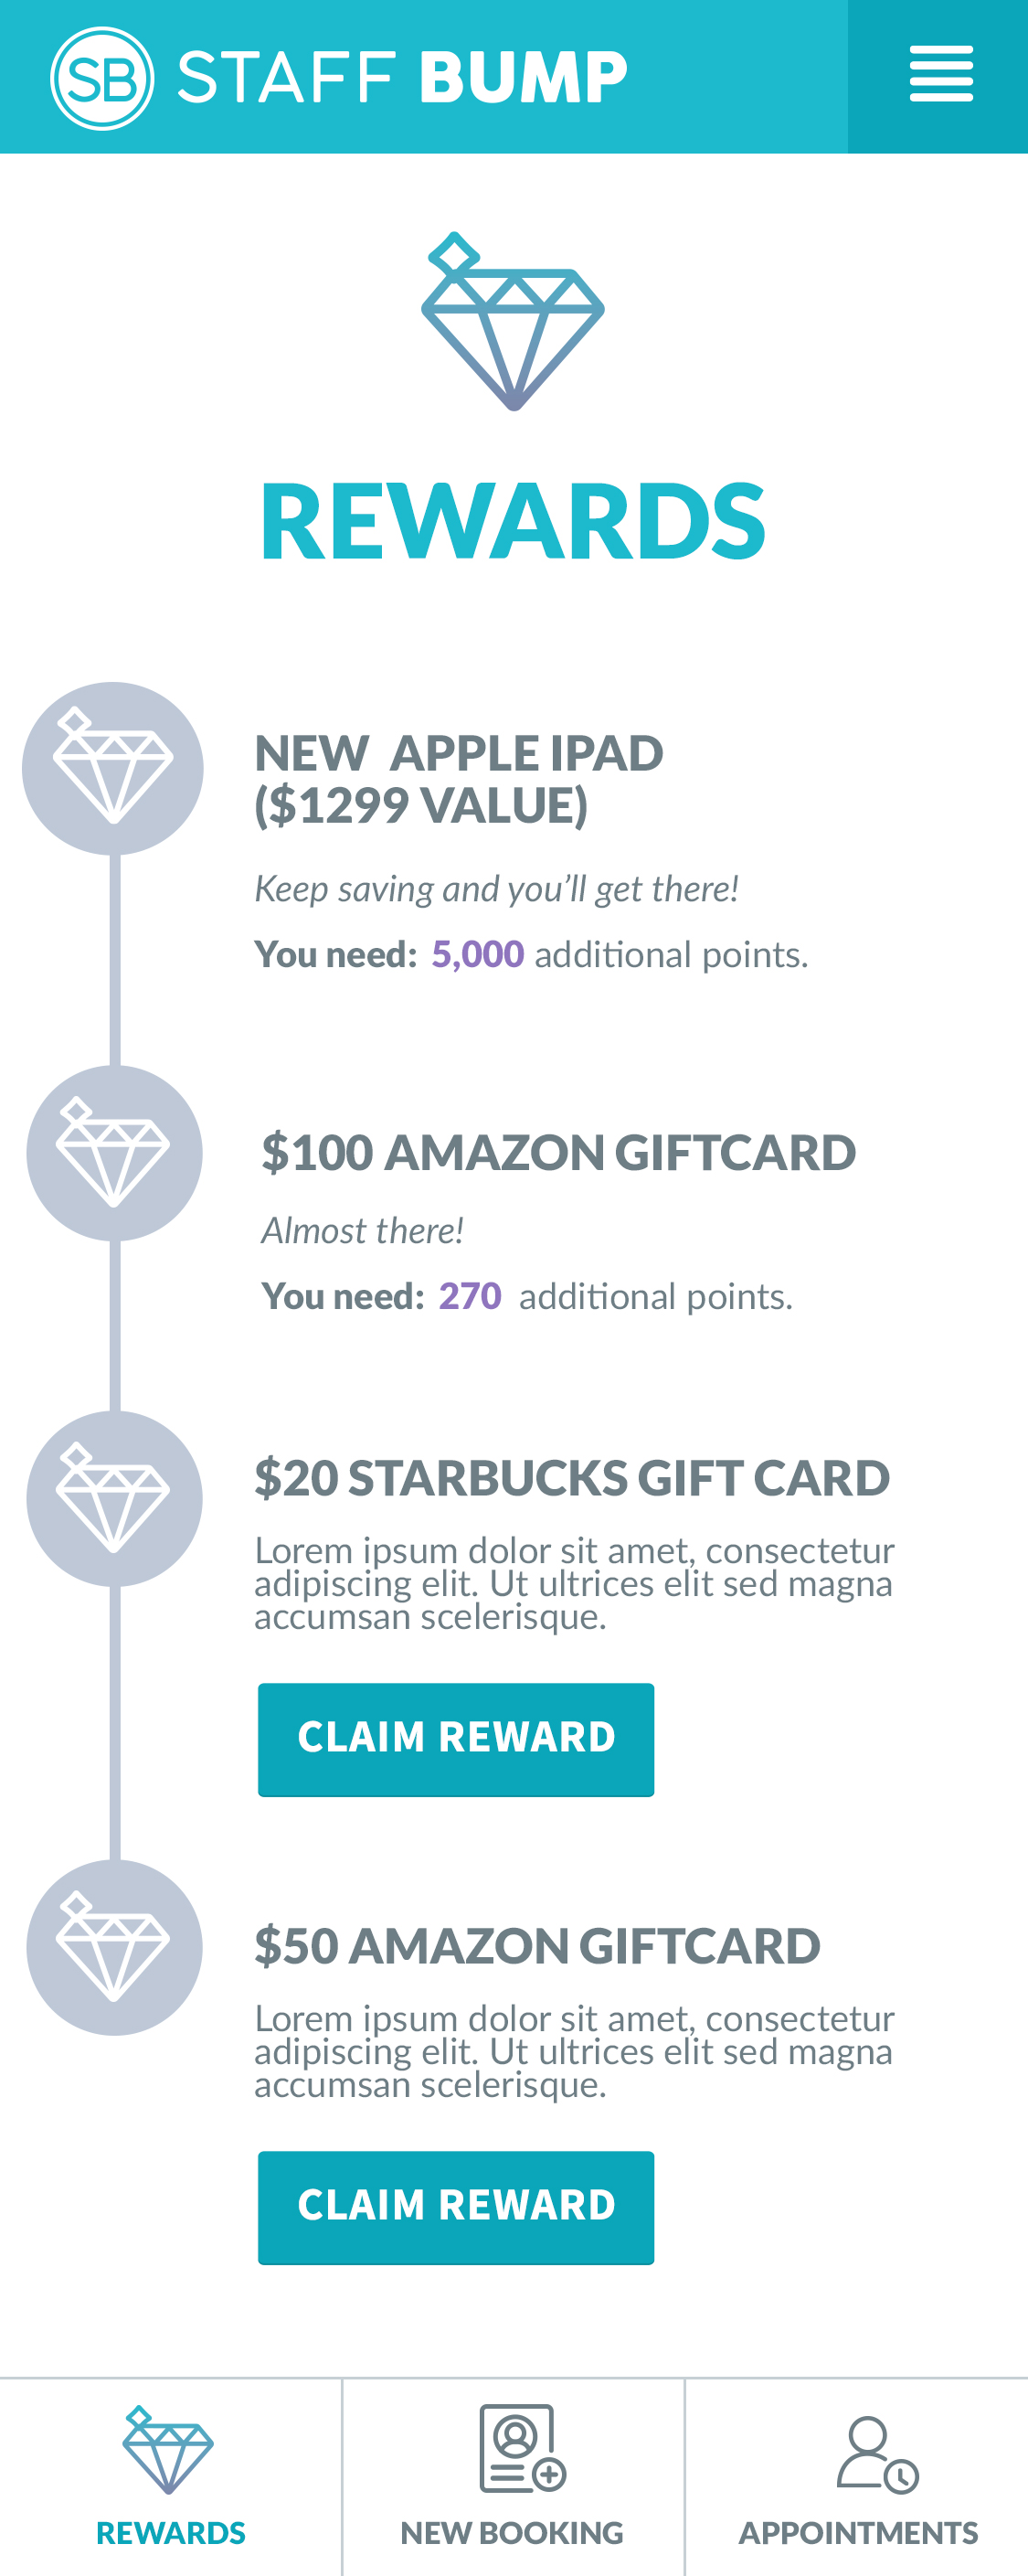 SB STAFF BUMP
REWARDS
NEW APPLE IPAD
($1299 VALUE)
Keep saving and you’ll get there!
You need: 5,000 additional points.
$100 AMAZON GIFTCARD
Almost there!
You need: 270 additional points.
$20 STARBUCKS GIFT CARD
Lorem ipsum dolor sit amet, consectetur
adipiscing elit. Ut ultrices elit sed magna
accumsan scelerisque.
CLAIM REWARD
$50 AMAZON GIFTCARD
Lorem ipsum dolor sit amet, consectetur
adipiscing elit. Ut ultrices elit sed magna
accumsan scelerisque.
CLAIM REWARD
REWARDS
NEW BOOKING
APPOINTMENTS